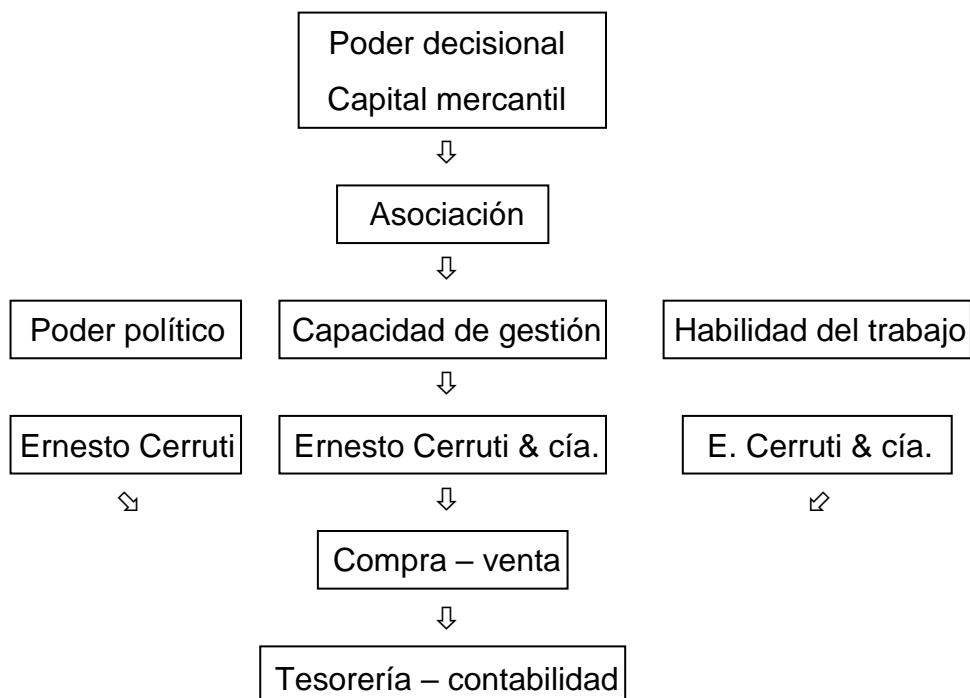 Poder decisional
Capital mercantil
Asociación
Poder político
Capacidad de gestión
Habilidad del trabajo
Ernesto Cerruti
Ernesto Cerruti & cía.
E. Cerruti & cía.
Compra – venta
Tesorería – contabilidad